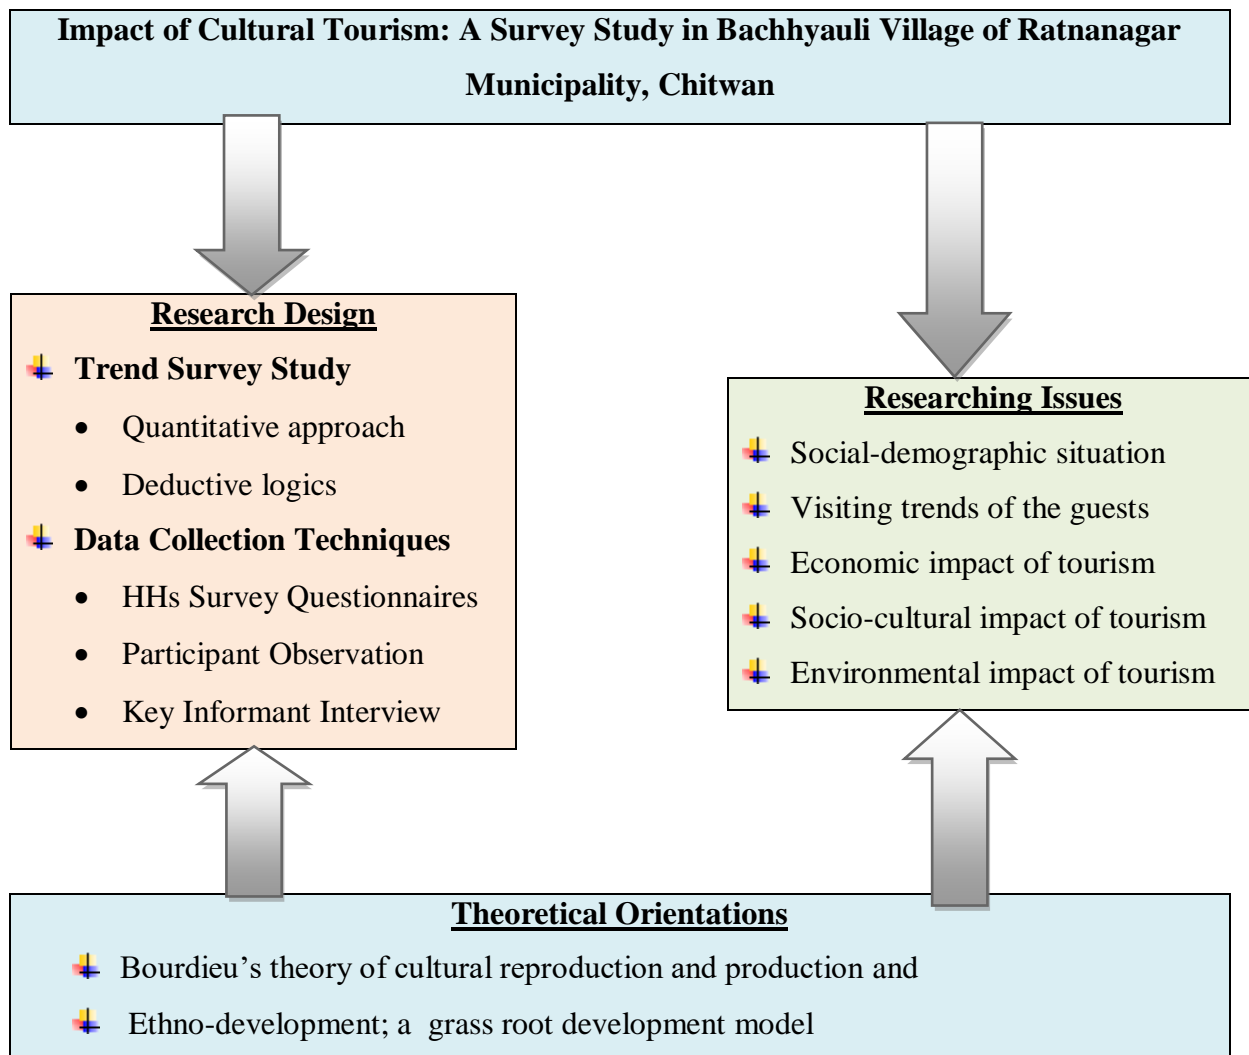 Impact of Cultural Tourism: A Survey Study in Bachhyauli Village of Ratnanagar
Municipality, Chitwan
Research Design
Trend Survey Study
• Quantitative approach
• Deductive logics
Data Collection Techniques
• HHs Survey Questionnaires
• Participant Observation
• Key Informant Interview
Researching Issues
Social-demographic situation
Visiting trends of the guests
Economic impact of tourism
Socio-cultural impact of tourism
Environmental impact of tourism
Theoretical Orientations
Bourdieu’s theory of cultural reproduction and production and
Ethno-development; a grass root development model